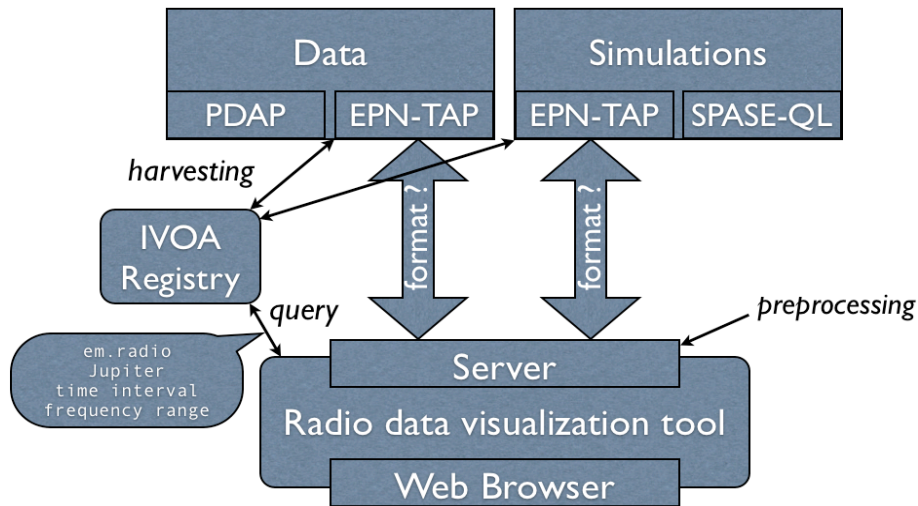 Data
Simulations
PDAP
EPN-TAP
EPN-TAP
SPASE-QL
harvesting
format ?
format ?
IVOA
Registry
query
preprocessing
em.radio
Jupiter
time interval
frequency range
Server
Radio data visualization tool
Web Browser